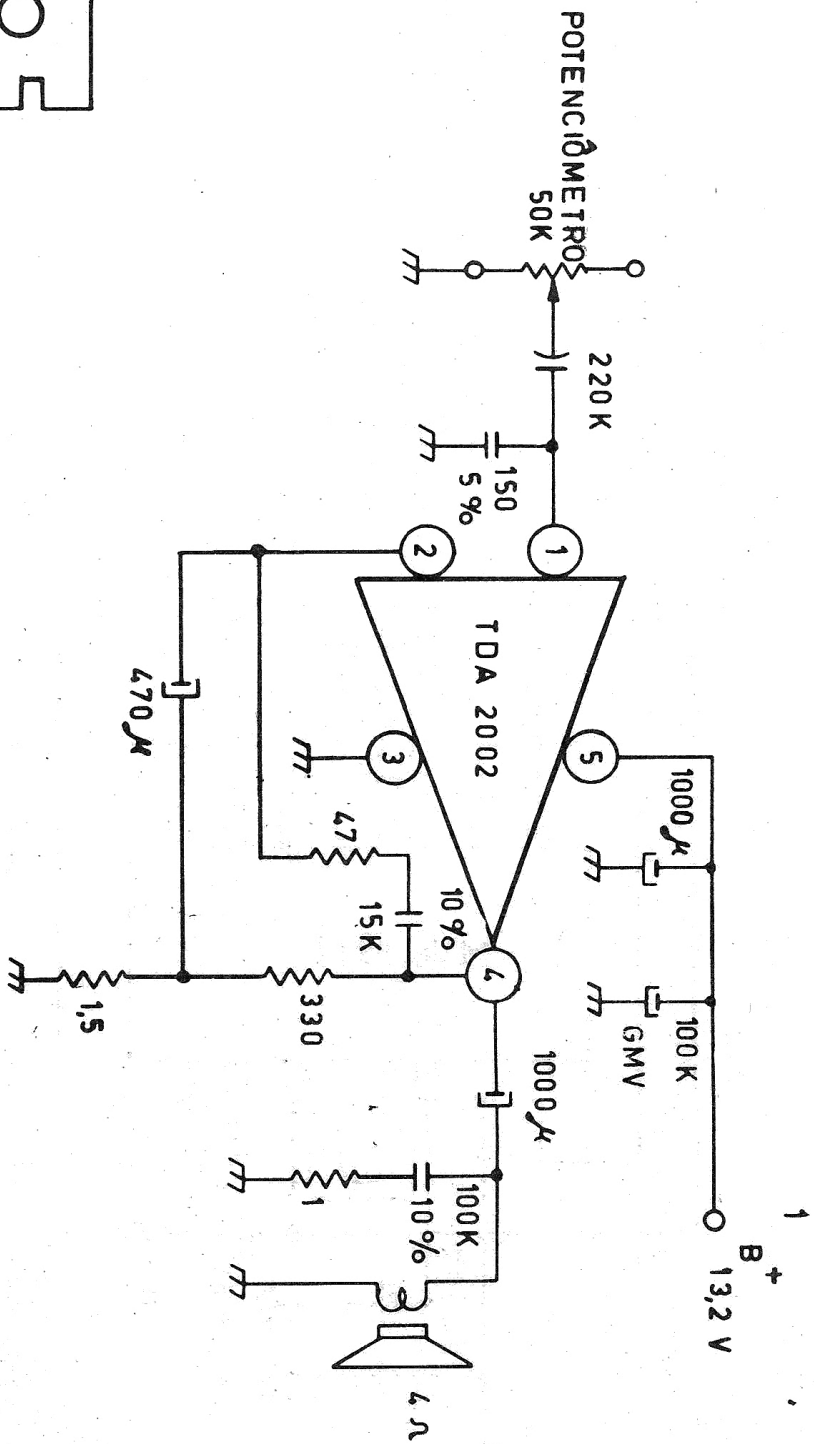 1
B+
13,2 V
1000µ
100K
GMV
POTENCIÔMETRO
50K
220K
150
5%
1
2
TDA 2002
5
3
4
10%
15K
47
470µ
330
1,5
1000µ
100K
10%
1
4Ω